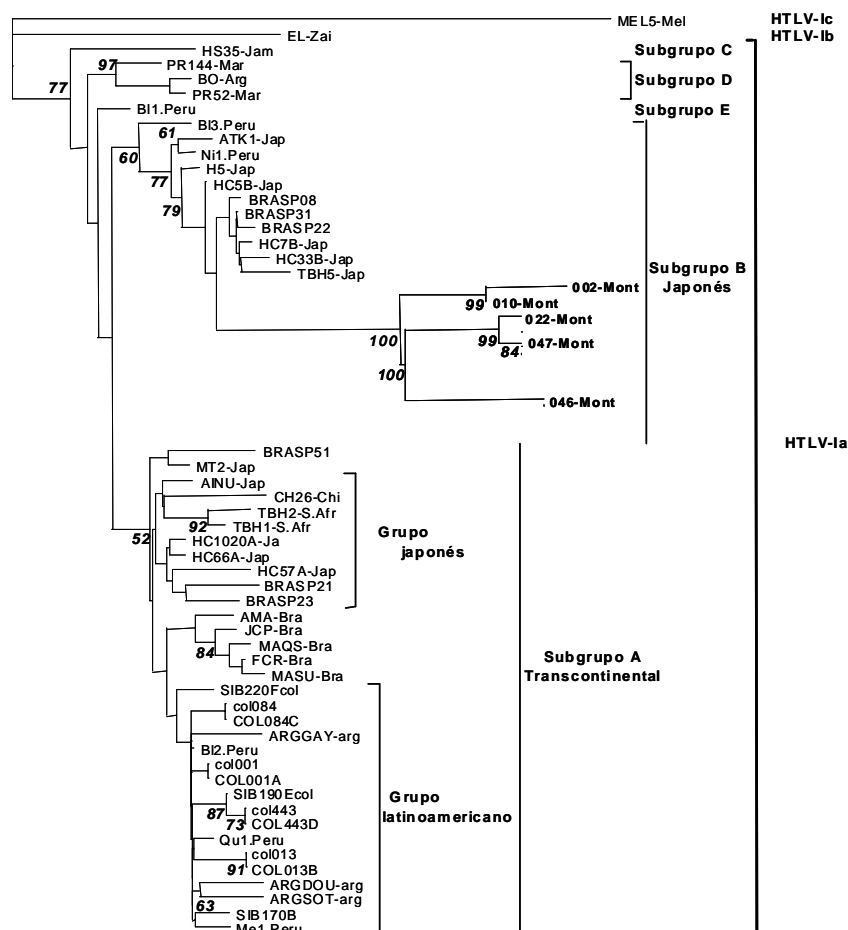 MEL5-Mel
HTLV-Ic
EL-Zai
HTLV-Ib
HS35-Jam
Subgrupo C
97
PR144-Mar
77
BO-Arg
Subgrupo D
PR52-Mar
BI1.Peru
Subgrupo E
BI3.Peru
61
ATK1-Jap
60
Ni1.Peru
77
H5-Jap
HC5B-Jap
79
BRASP08
BRASP31
BRASP22
HC7B-Jap
HC33B-Jap
TBH5-Jap
Subgrupo B
Japonés
002-Mont
99
010-Mont
022-Mont
100
99
047-Mont
84
100
046-Mont
HTLV-Ia
BRASP51
MT2-Jap
AINU-Jap
CH26-Chi
TBH2-S.Afr
92
TBH1-S.Afr
52
HC1020A-Ja
HC66A-Jap
HC57A-Jap
BRASP21
BRASP23
Grupo
japonés
AMA-Bra
JCP-Bra
84
MAQS-Bra
FCR-Bra
MASU-Bra
Subgrupo A
Transcontinental
SIB220Fcol
col084
COL084C
ARGGAY-arg
BI2.Peru
col001
COL001A
SIB190Ecol
87
col443
73
COL443D
Grupo
latinoamericano
Qu1.Peru
col013
91
COL013B
ARGDOU-arg
ARGSOT-arg
63
SIB170B
Me1.Peru